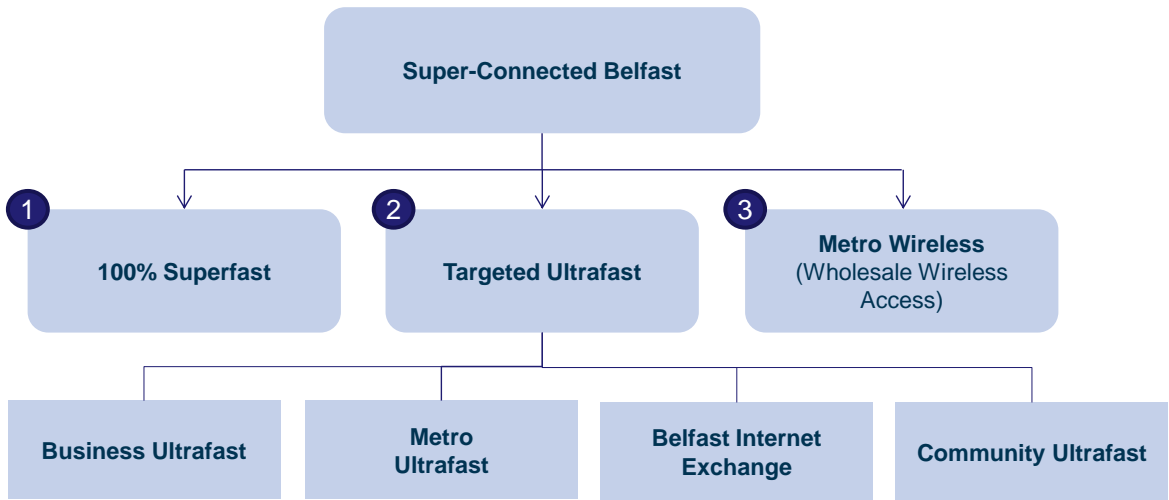 Super-Connected Belfast
1
2
3
100% Superfast
Targeted Ultrafast
Metro Wireless
(Wholesale Wireless
Access)
Business Ultrafast
Metro
Ultrafast
Belfast Internet
Exchange
Community Ultrafast